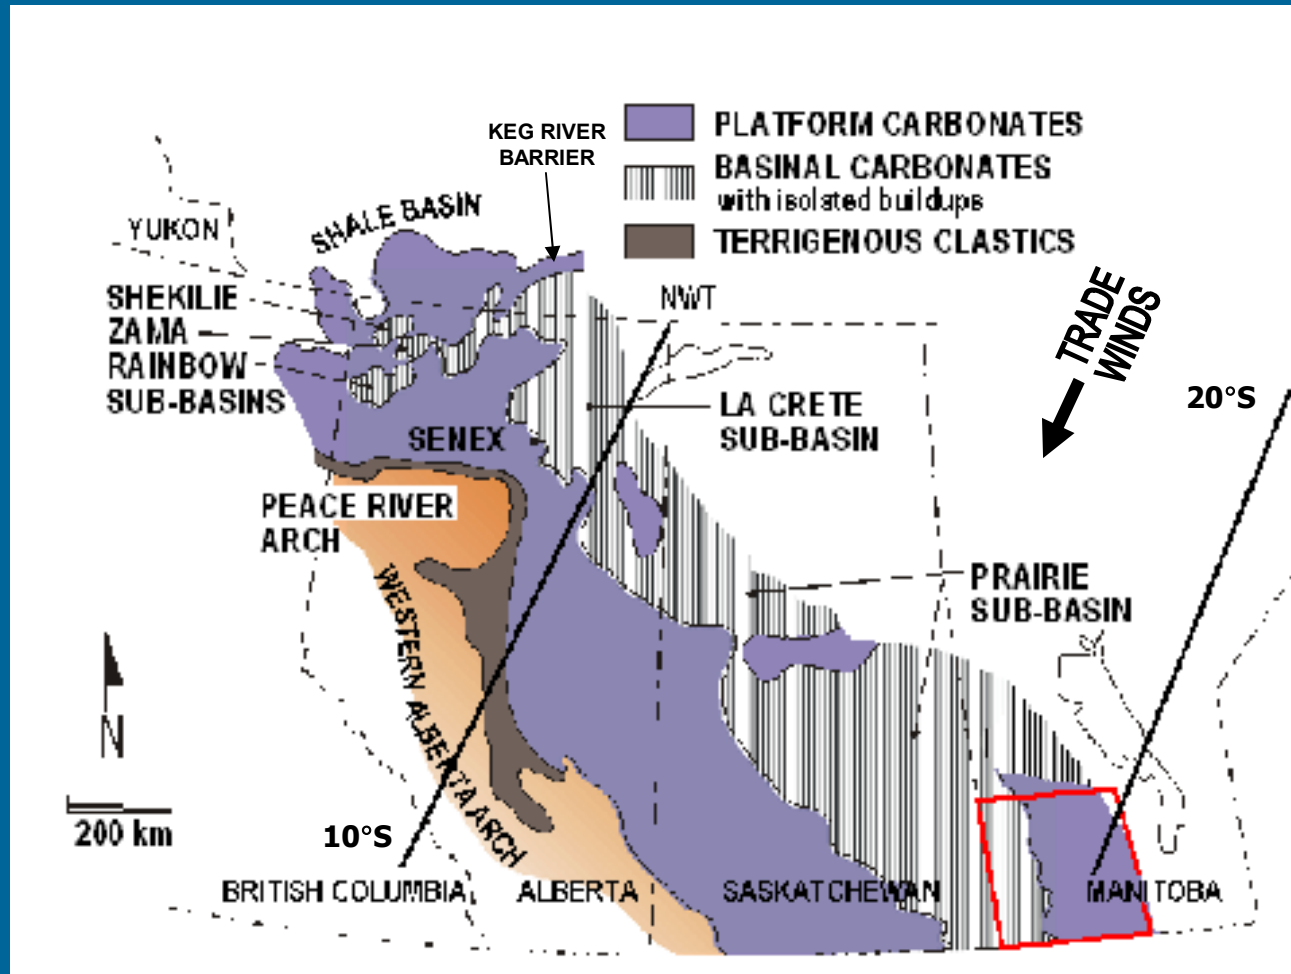 KEG RIVER
BARRIER
PLATFORM CARBONATES
BASINAL CARBONATES
with isolated buildups
TERRIGENOUS CLASTICS
SHALE BASIN
YUKON
SHEKILIE
ZAMA
RAINBOW
SUB-BASINS
NWT
TRADE
WINDS
20°S
LA CRETE
SUB-BASIN
SENEX
PEACE RIVER
ARCH
WESTERN ALBERTA ARCH
PRAIRIE
SUB-BASIN
N
200 km
10°S
BRITISH COLUMBIA
ALBERTA
SASKATCHEWAN
MANITOBA